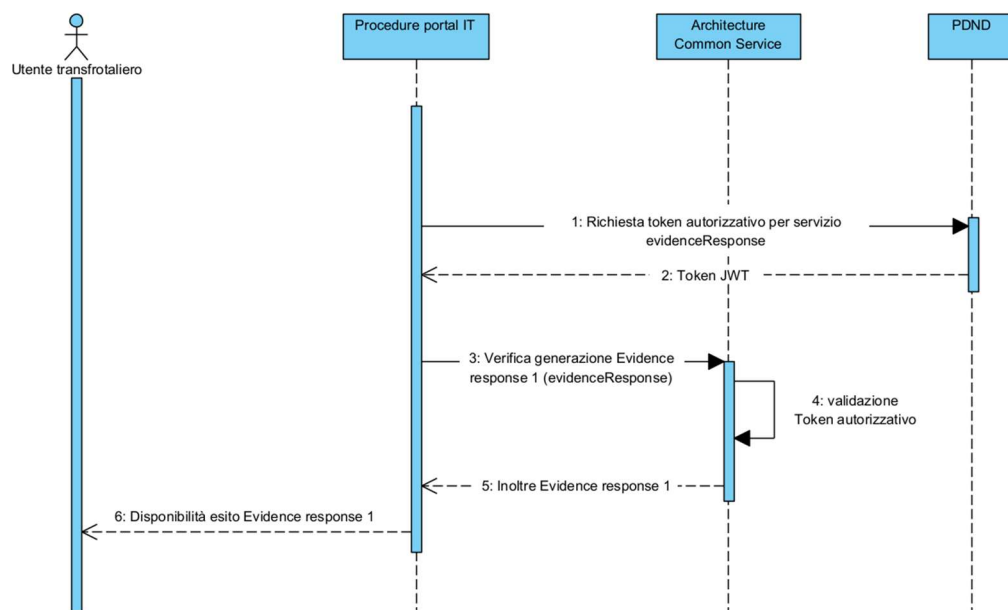 Utente transfrotaliero
Procedure portal IT
Architecture
Common Service
PDND
1: Richiesta token autorizzativo per servizio
evidenceResponse
2: Token JWT
3: Verifica generazione Evidence
response 1 (evidenceResponse)
4: validazione
Token autorizzativo
5: Inoltre Evidence response 1
6: Disponibilità esito Evidence response 1